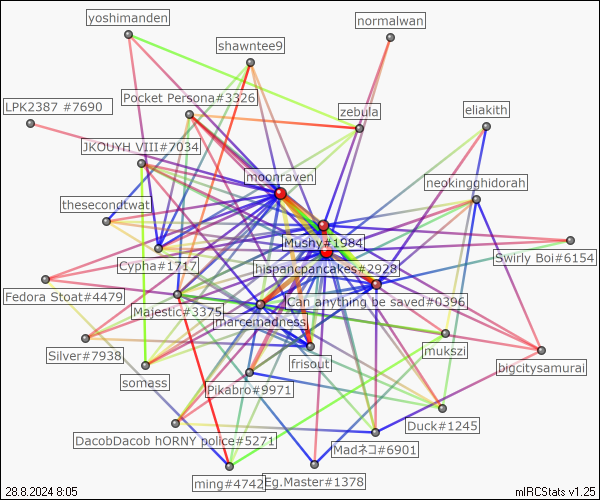 yoshimanden
normalwan
shawntee9
Pocket Persona#3326
LPK2387 #7690
zebula
eliakith
JKOUYH VIII#7034
moonraven
neokingghidorah
thesecondtwat
Mushy#1984
Cypha#1717
hispancpancakes#2928
Swirly Boi#6154
Fedora Stoat#4479
Can anything be saved#0396
Majestic#3375
marcemadness
Silver#7938
frisout
mukszi
bigcitysamurai
somass
Pikabro#9971
Duck#1245
DacobDacob hORNY police#5271
Madネコ#6901
ming#4742
Eg.Master#1378
28.8.2024 8:05
mIRCStats v1.25